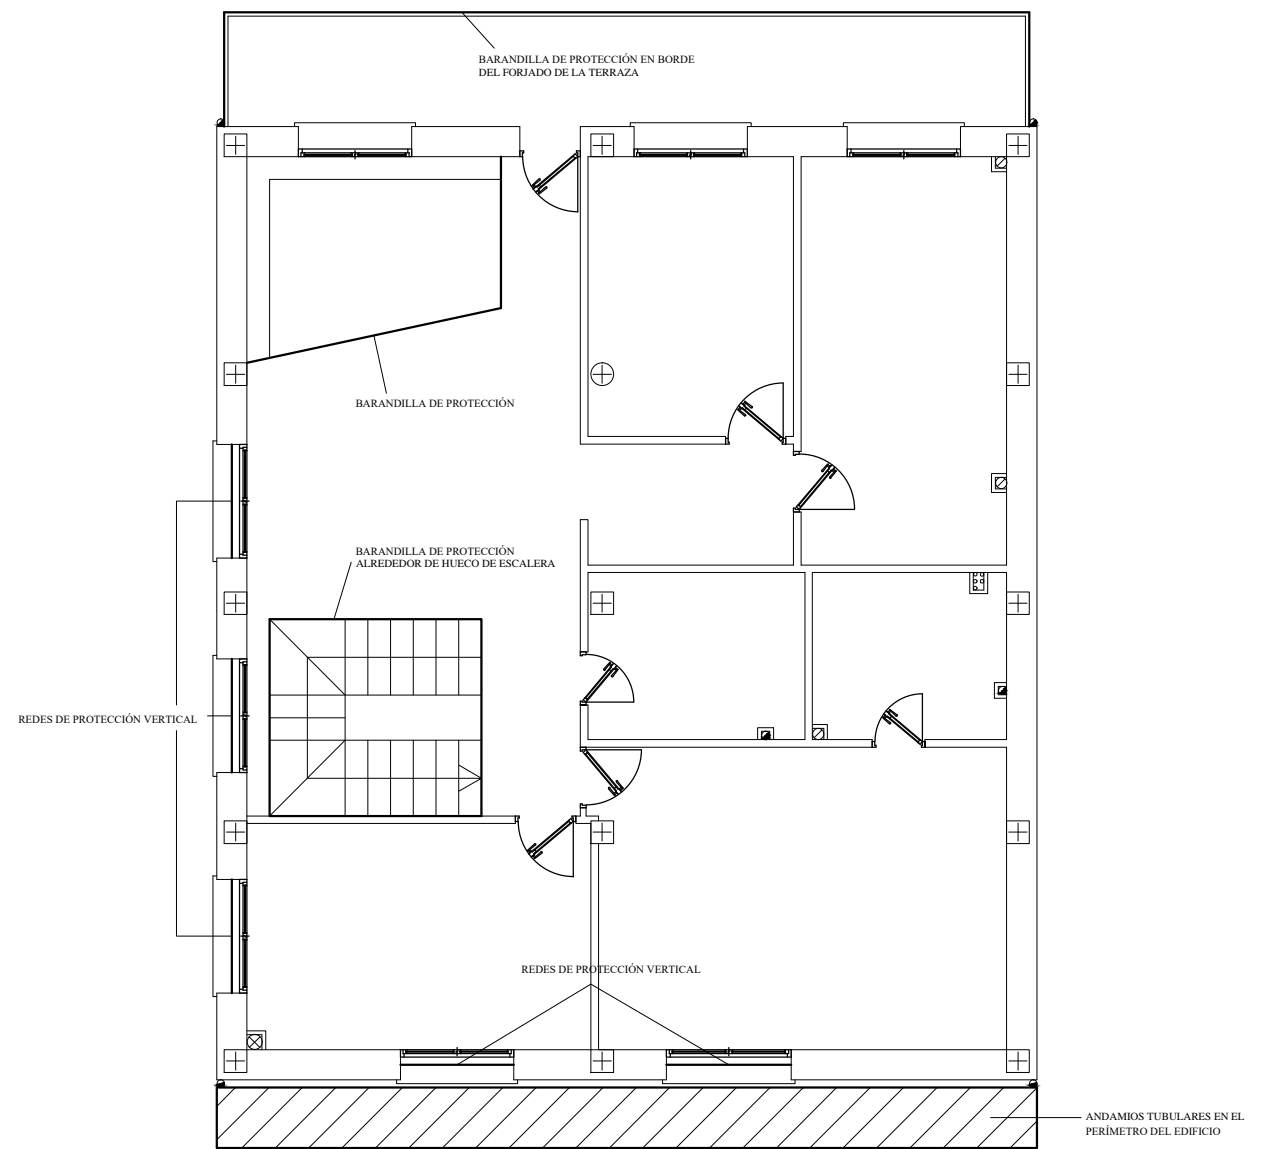 BARANDILLA DE PROTECCIÓN EN BORDE
DEL FORJADO DE LA TERRAZA
BARANDILLA DE PROTECCIÓN
BARANDILLA DE PROTECCIÓN
ALREDEDOR DE HUECO DE ESCALERA
REDES DE PROTECCIÓN VERTICAL
REDES DE PROTECCIÓN VERTICAL
ANDAMIOS TUBULARES EN EL
PERÍMETRO DEL EDIFICIO